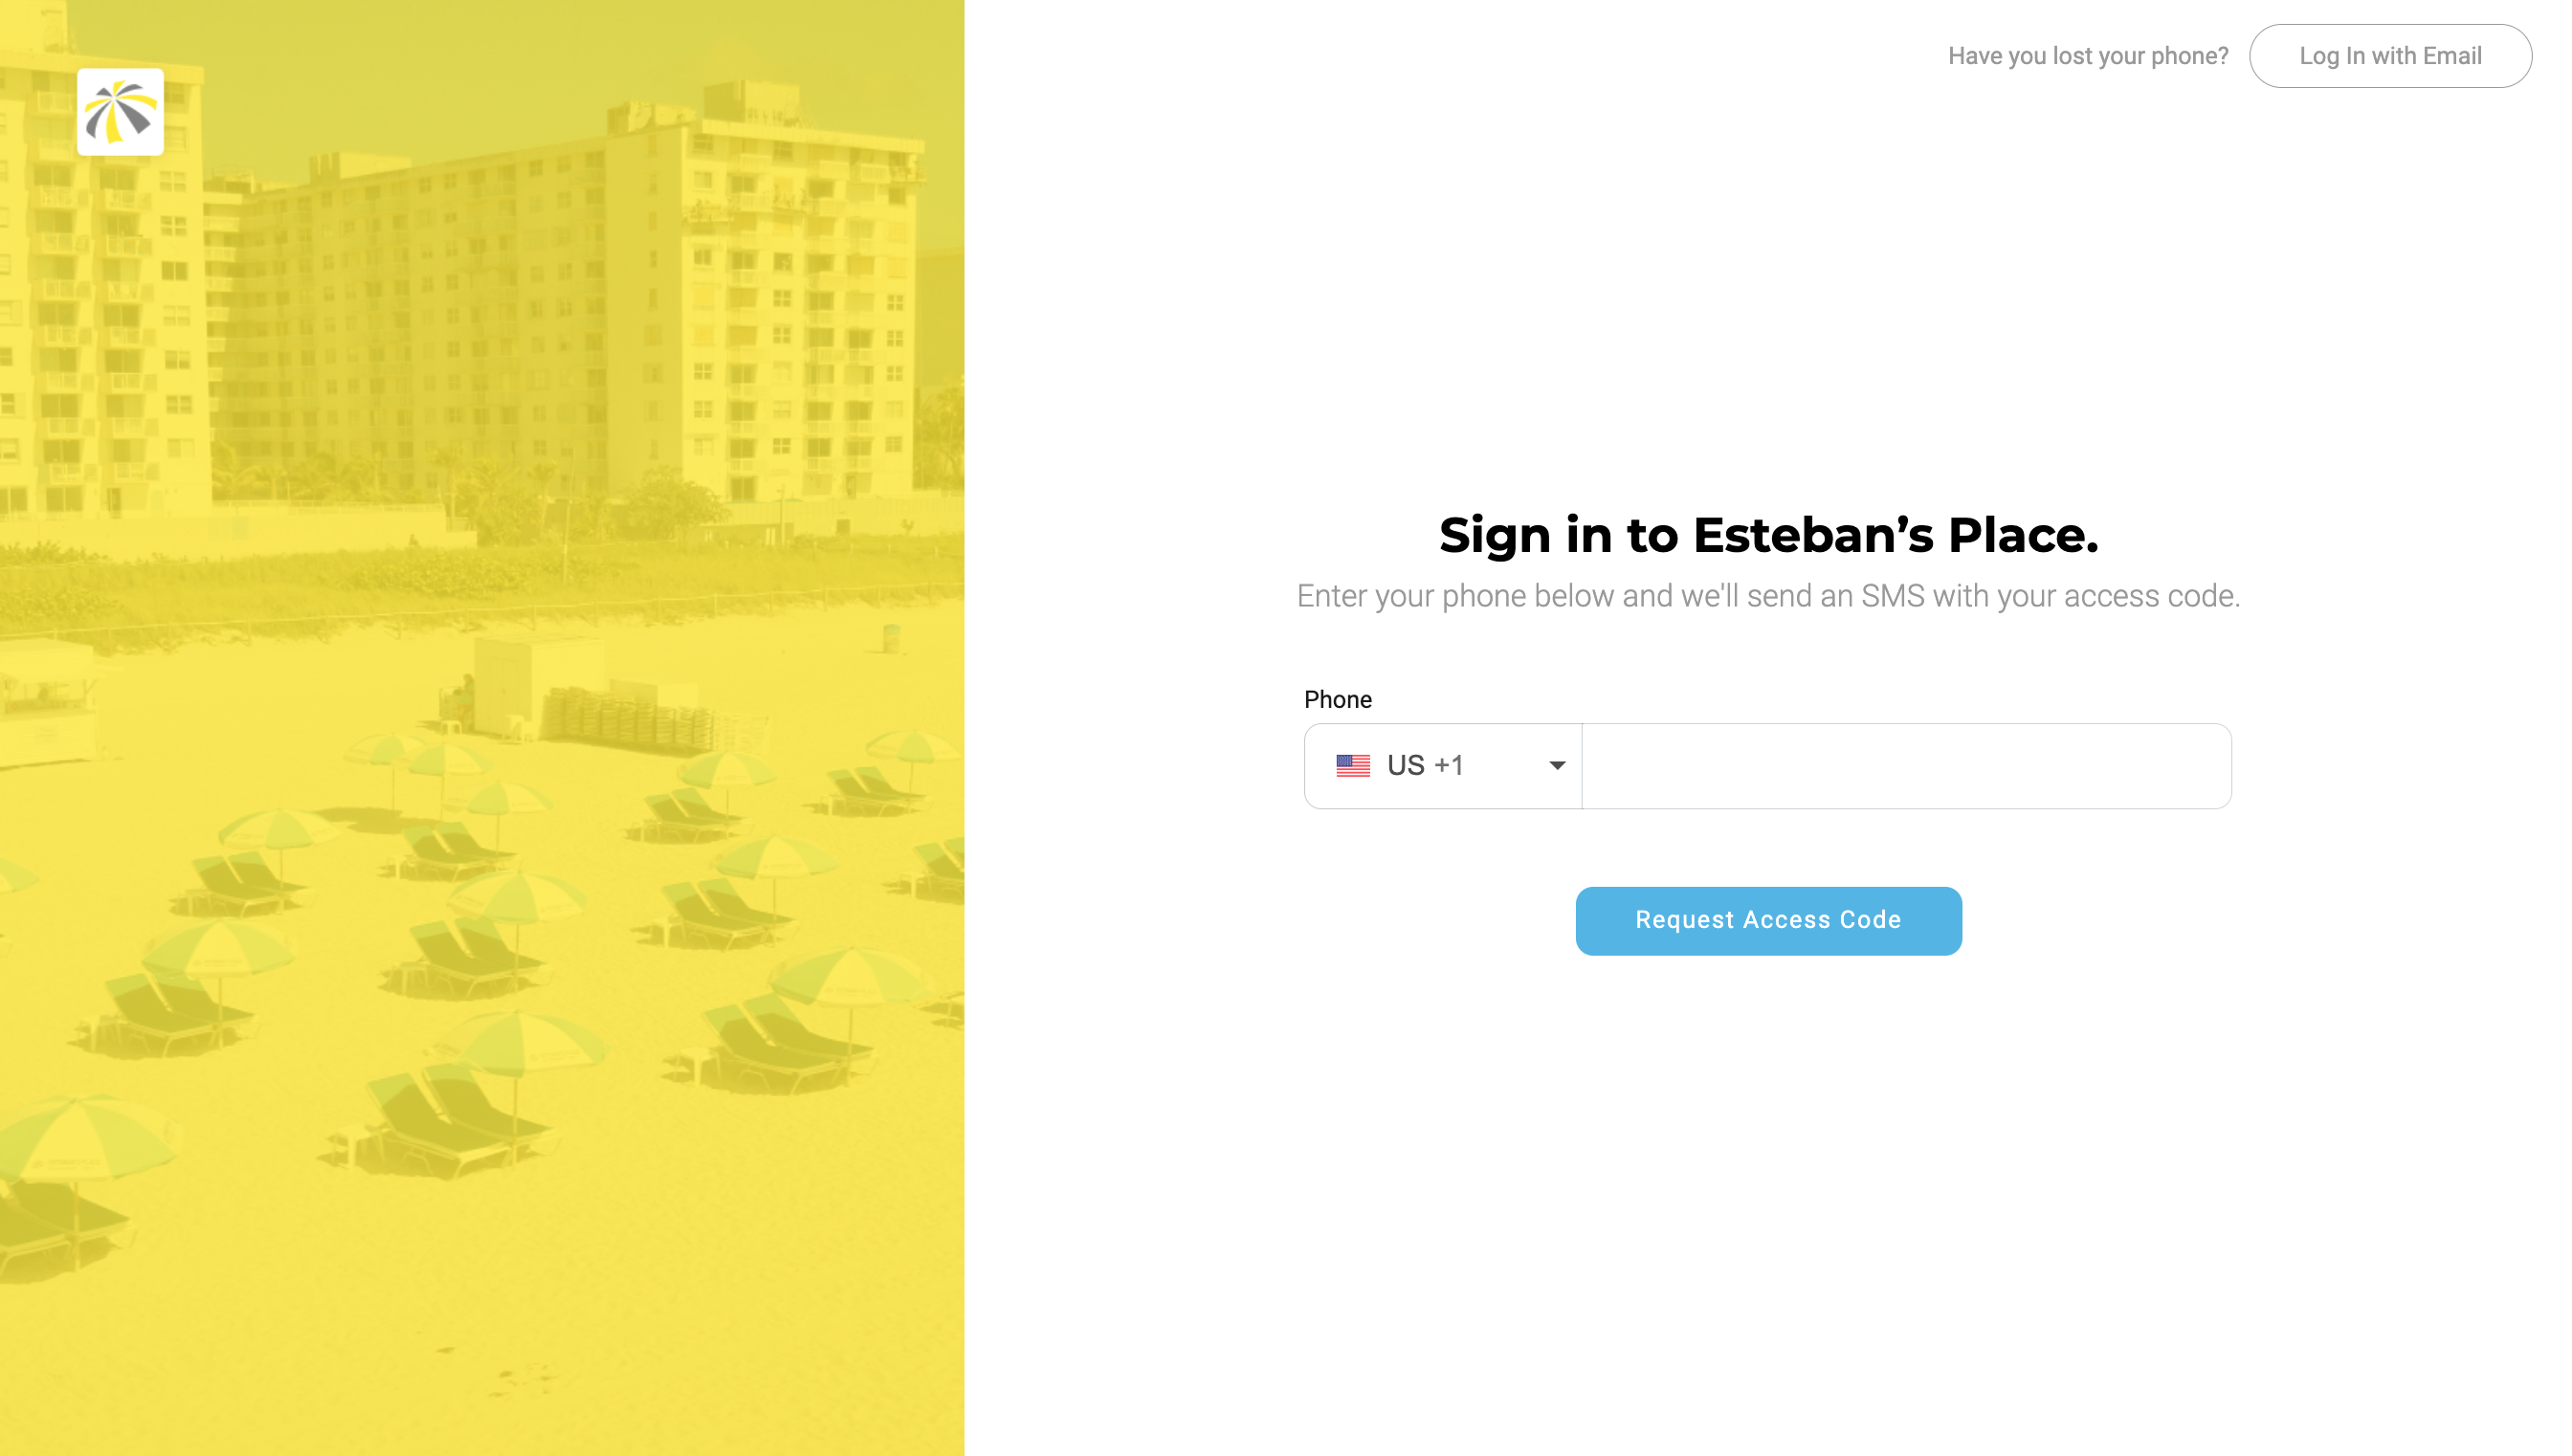 Have you lost your phone?
Log In with Email
Sign in to Esteban’s Place.
Enter your phone below and we'll send an SMS with your access code.
Phone
US +1
Request Access Code